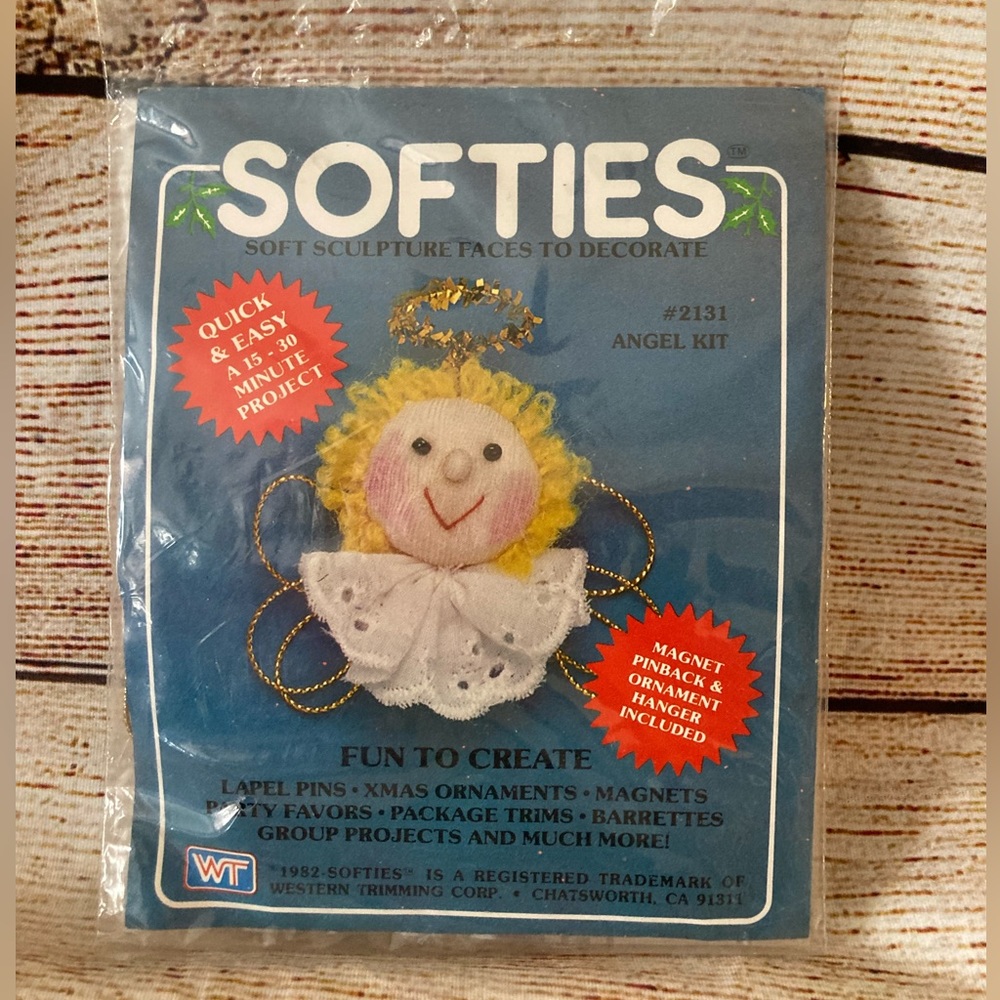 SOFTIES™
SOFT SCULPTURE FACES TO DECORATE
QUICK
& EASY
A 15 - 30
MINUTE
PROJECT
#2131
ANGEL KIT
MAGNET
PINBACK &
ORNAMENT
HANGER
INCLUDED
FUN TO CREATE
LAPEL PINS • XMAS ORNAMENTS • MAGNETS
PARTY FAVORS • PACKAGE TRIMS • BARRETTES
GROUP PROJECTS AND MUCH MORE!
WT
1982-SOFTIES™ IS A REGISTERED TRADEMARK OF
WESTERN TRIMMING CORP. • CHATSWORTH, CA 91311